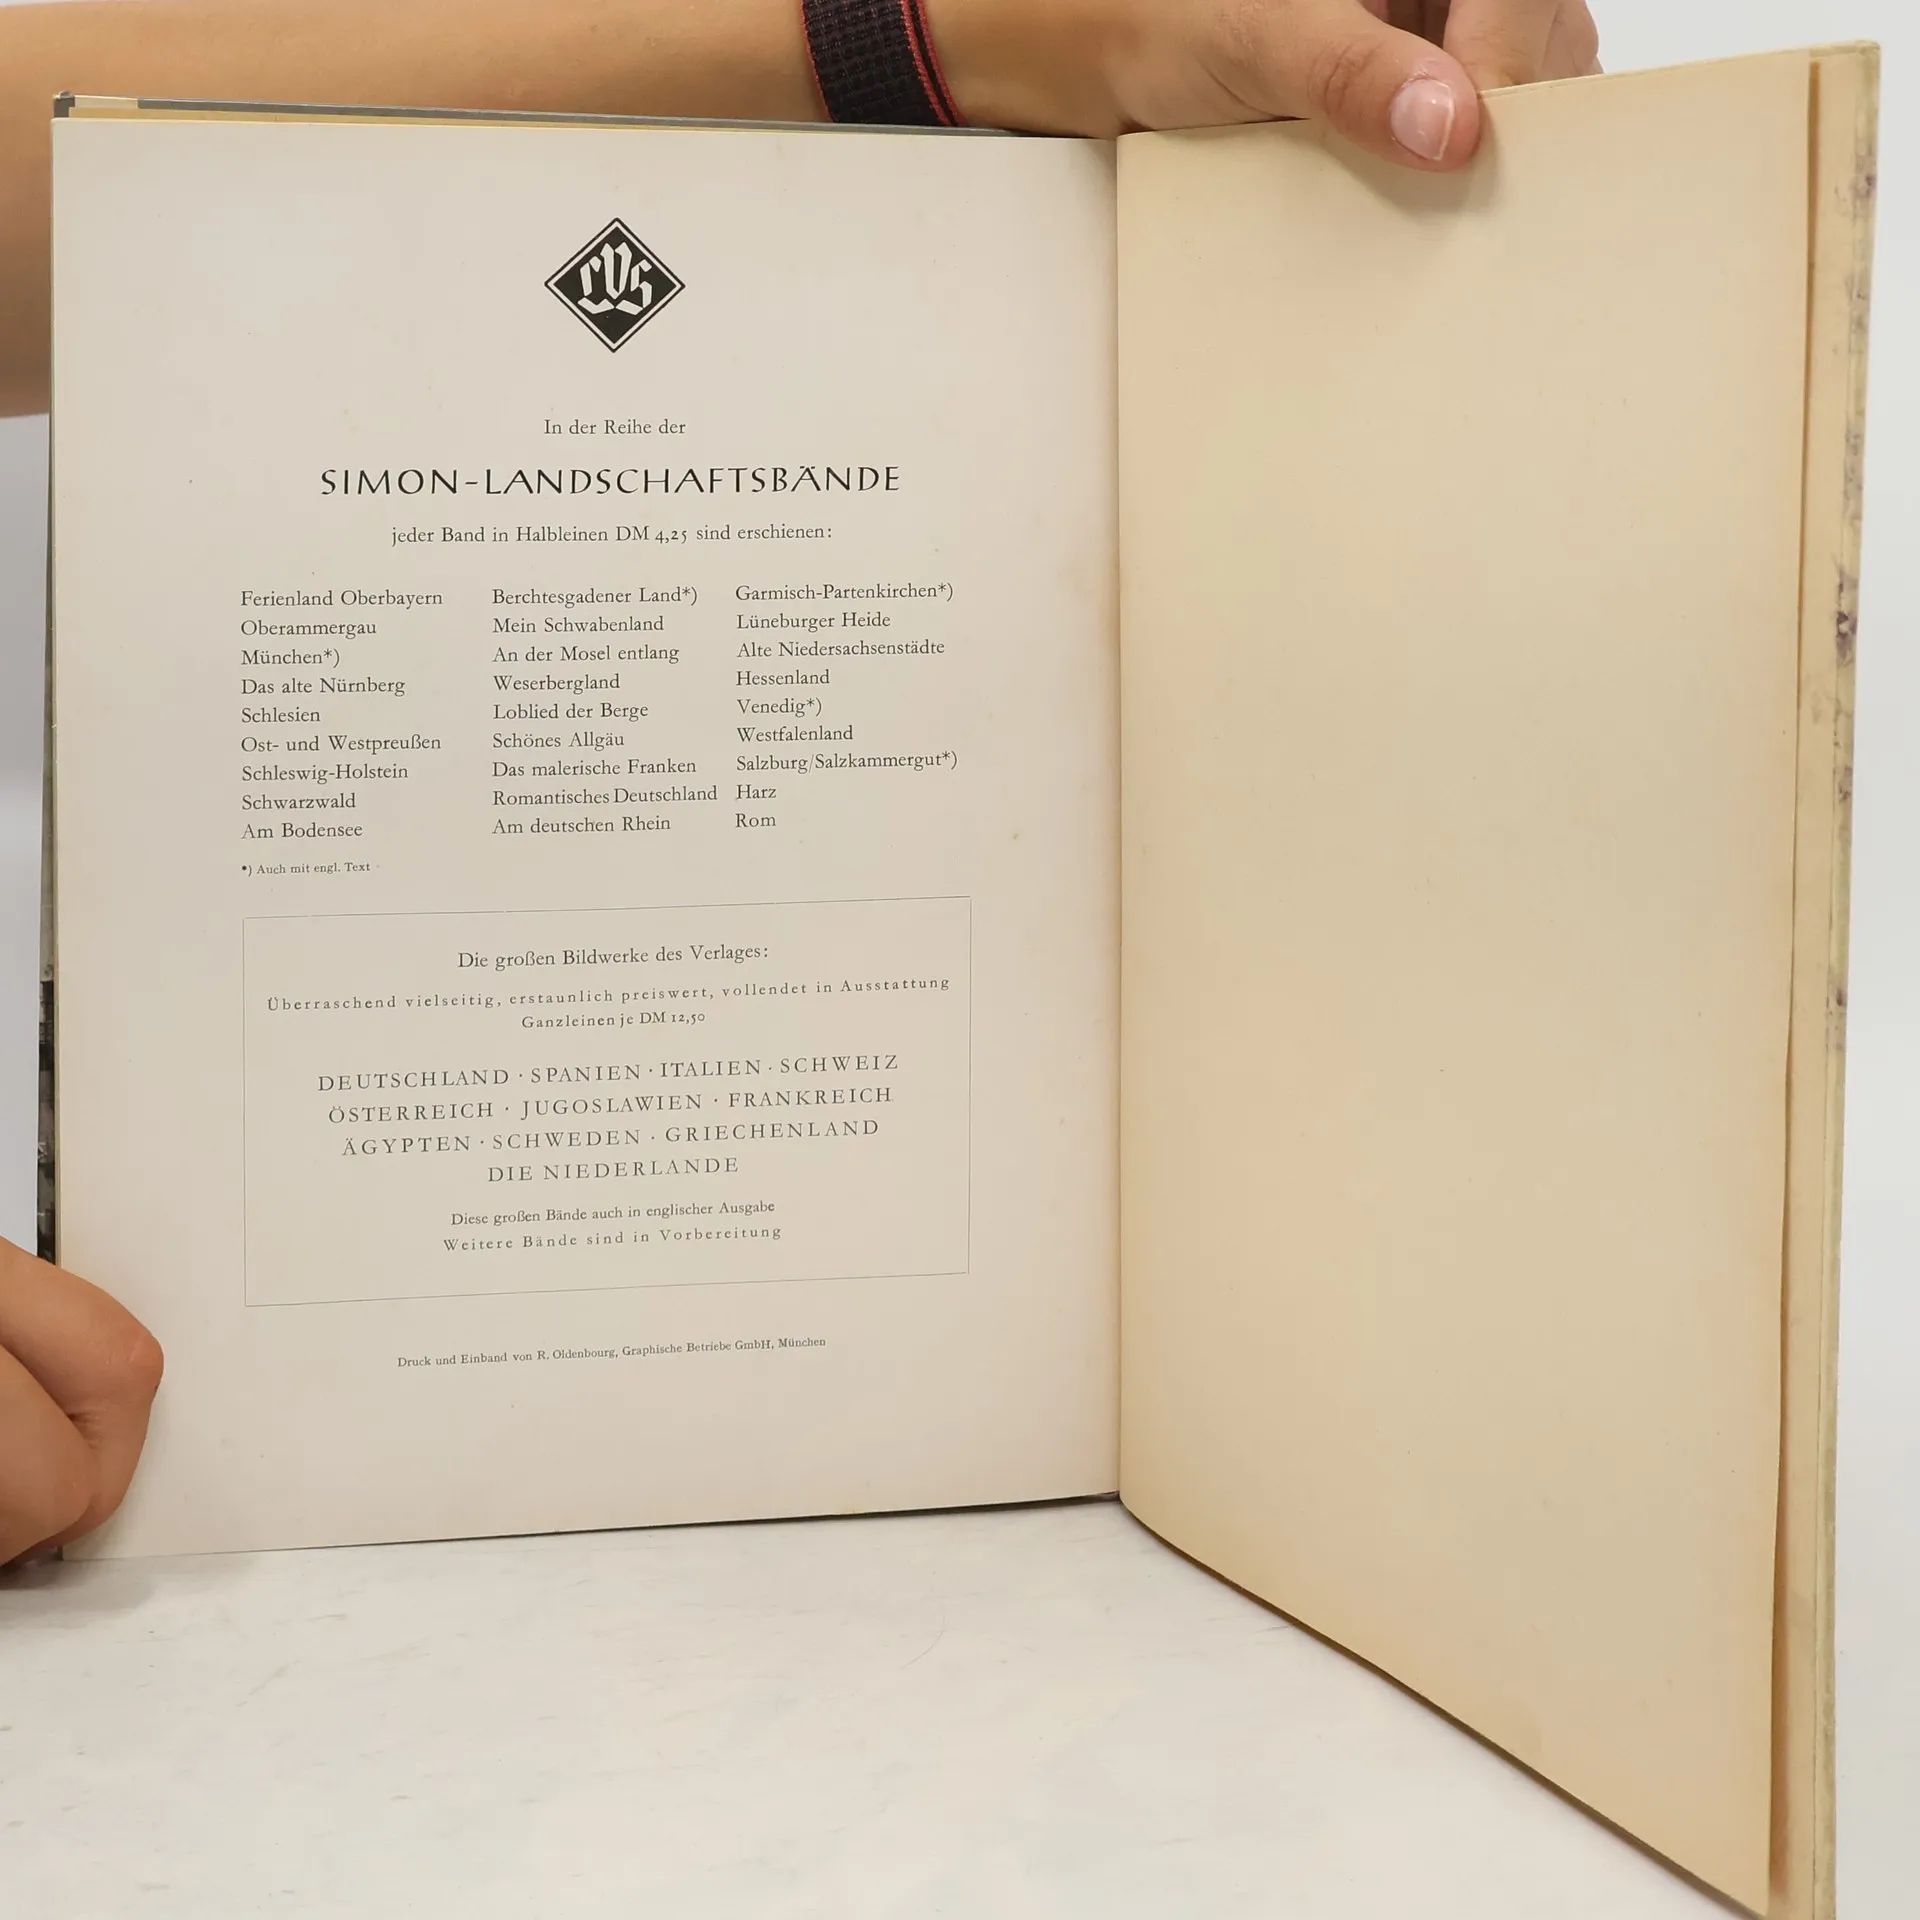 LVS
In der Reihe der
SIMON-LANDSCHAFTSBÄNDE
jeder Band in Halbleinen DM 4,25 sind erschienen:
Ferienland Oberbayern
Oberammergau
München*)
Das alte Nürnberg
Schlesien
Ost- und Westpreußen
Schleswig-Holstein
Schwarzwald
Am Bodensee
Berchtesgadener Land*)
Mein Schwabenland
An der Mosel entlang
Weserbergland
Loblied der Berge
Schönes Allgäu
Das malerische Franken
Romantisches Deutschland
Am deutschen Rhein
Garmisch-Partenkirchen*)
Lüneburger Heide
Alte Niedersachsenstädte
Hessenland
Venedig*)
Westfalenland
Salzburg/Salzkammergut*)
Harz
Rom
*) Auch mit engl. Text
Die großen Bildwerke des Verlages:
Überraschend vielseitig, erstaunlich preiswert, vollendet in Ausstattung
Ganzleinen je DM 12,50
DEUTSCHLAND · SPANIEN · ITALIEN · SCHWEIZ
ÖSTERREICH · JUGOSLAWIEN · FRANKREICH
ÄGYPTEN · SCHWEDEN · GRIECHENLAND
DIE NIEDERLANDE
Diese großen Bände auch in englischer Ausgabe
Weitere Bände sind in Vorbereitung
Druck und Einband von R. Oldenbourg, Graphische Betriebe GmbH, München